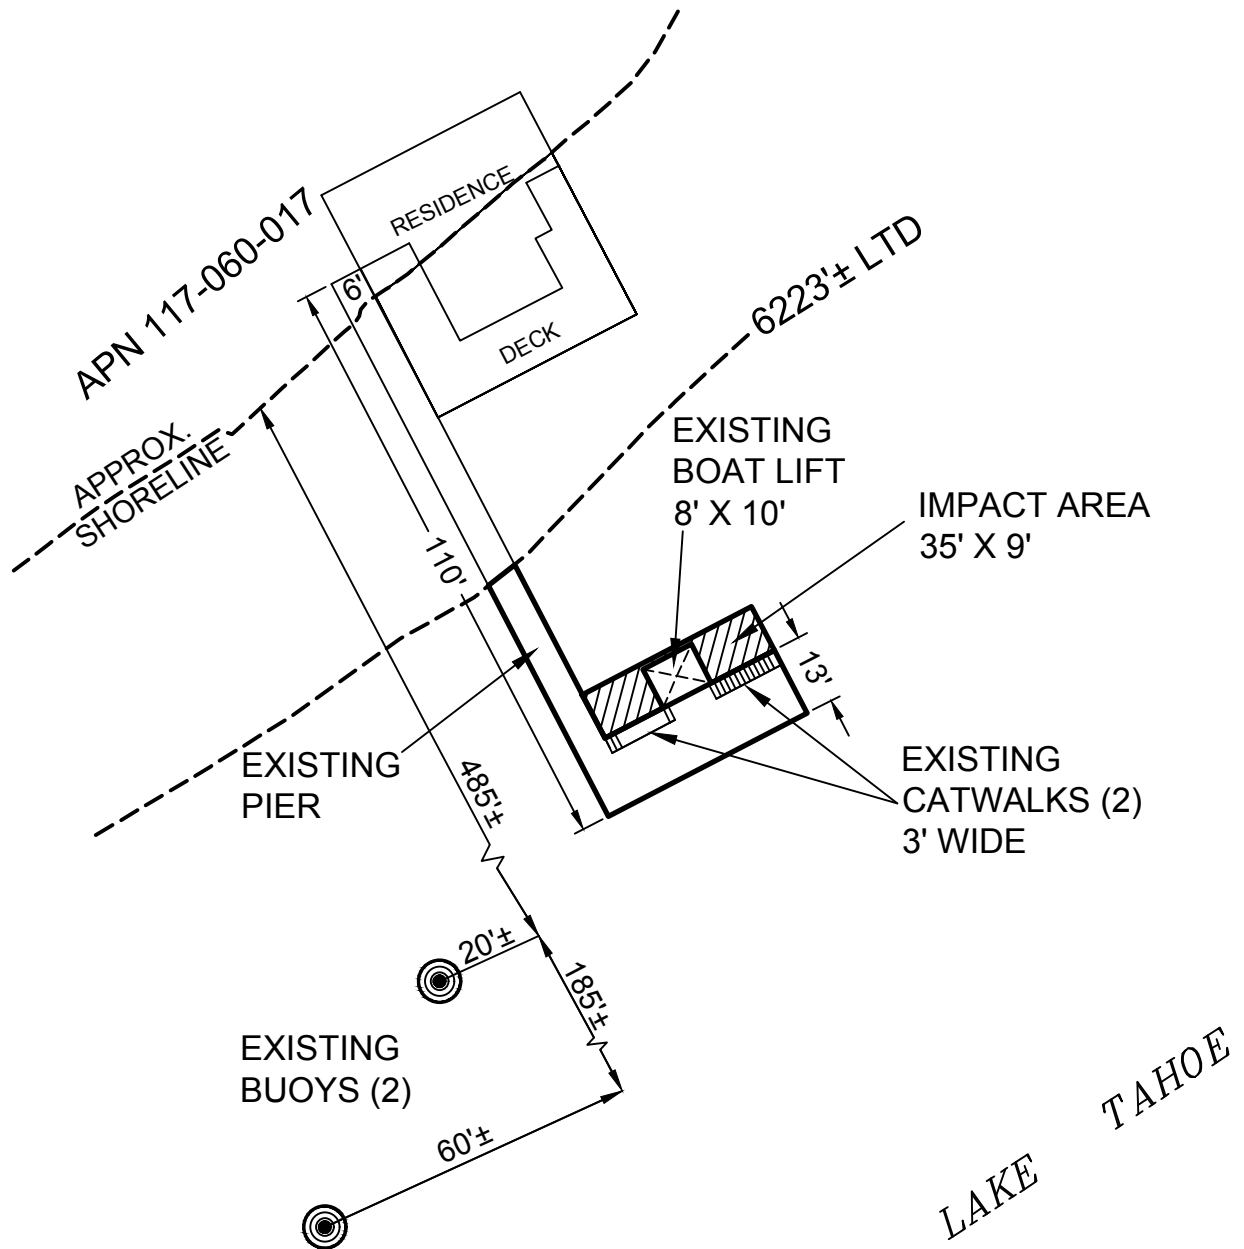 APN 117-060-017
RESIDENCE
6'
DECK
6223'± LTD
APPROX.
SHORELINE
EXISTING
BOAT LIFT
8' X 10'
IMPACT AREA
35' X 9'
110'
13'
EXISTING
PIER
485'±
EXISTING
CATWALKS (2)
3' WIDE
20'±
185'±
EXISTING
BUOYS (2)
60'±
LAKE TAHOE